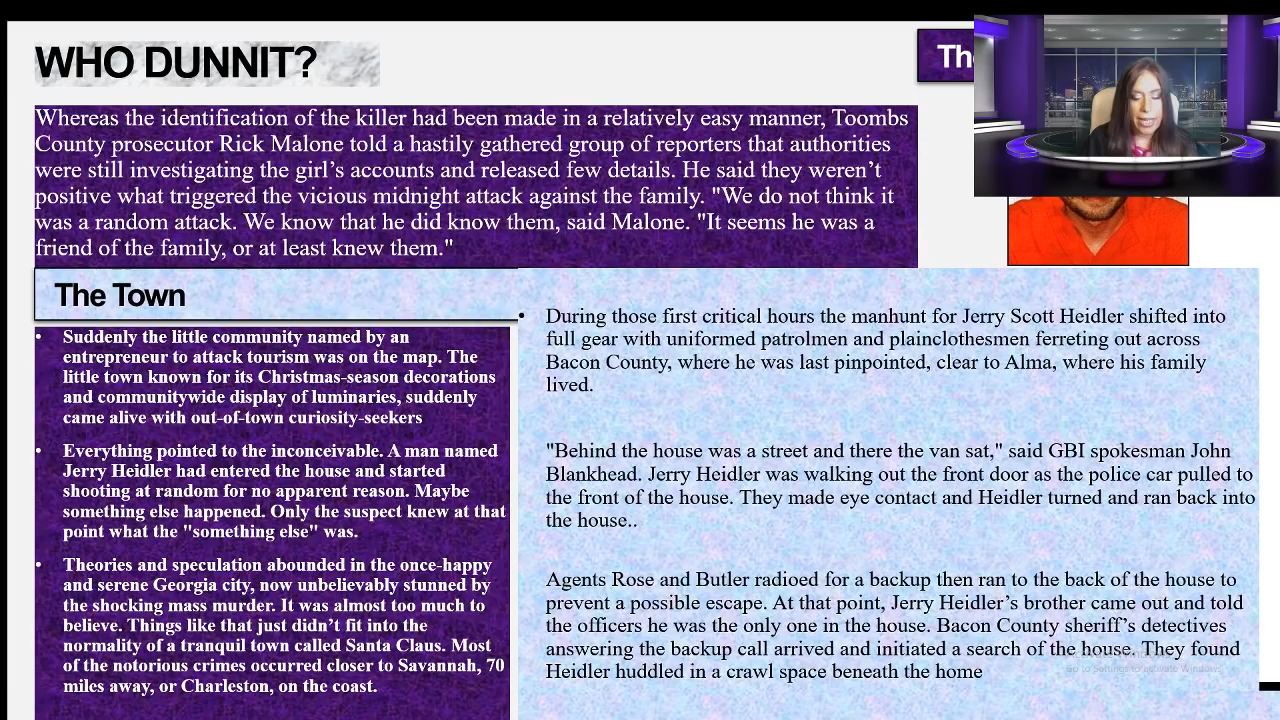 WHO DUNNIT?
Whereas the identification of the killer had been made in a relatively easy manner, Toombs
County prosecutor Rick Malone told a hastily gathered group of reporters that authorities
were still investigating the girl’s accounts and released few details. He said they weren’t
positive what triggered the vicious midnight attack against the family. "We do not think it
was a random attack. We know that he did know them, said Malone. "It seems he was a
friend of the family, or at least knew them."
The Town
• Suddenly the little community named by an
entrepreneur to attack tourism was on the map. The
little town known for its Christmas-season decorations
and communitywide display of luminaries, suddenly
came alive with out-of-town curiosity-seekers
• Everything pointed to the inconceivable. A man named
Jerry Heidler had entered the house and started
shooting at random for no apparent reason. Maybe
something else happened. Only the suspect knew at that
point what the "something else" was.
• Theories and speculation abounded in the once-happy
and serene Georgia city, now unbelievably stunned by
the shocking mass murder. It was almost too much to
believe. Things like that just didn’t fit into the
normality of a tranquil town called Santa Claus. Most
of the notorious crimes occurred closer to Savannah, 70
miles away, or Charleston, on the coast.
• During those first critical hours the manhunt for Jerry Scott Heidler shifted into
full gear with uniformed patrolmen and plainclothesmen ferreting out across
Bacon County, where he was last pinpointed, clear to Alma, where his family
lived.
"Behind the house was a street and there the van sat," said GBI spokesman John
Blankhead. Jerry Heidler was walking out the front door as the police car pulled to
the front of the house. They made eye contact and Heidler turned and ran back into
the house..
Agents Rose and Butler radioed for a backup then ran to the back of the house to
prevent a possible escape. At that point, Jerry Heidler’s brother came out and told
the officers he was the only one in the house. Bacon County sheriff’s detectives
answering the backup call arrived and initiated a search of the house. They found
Heidler huddled in a crawl space beneath the home
Go to Settings to activate Windows.